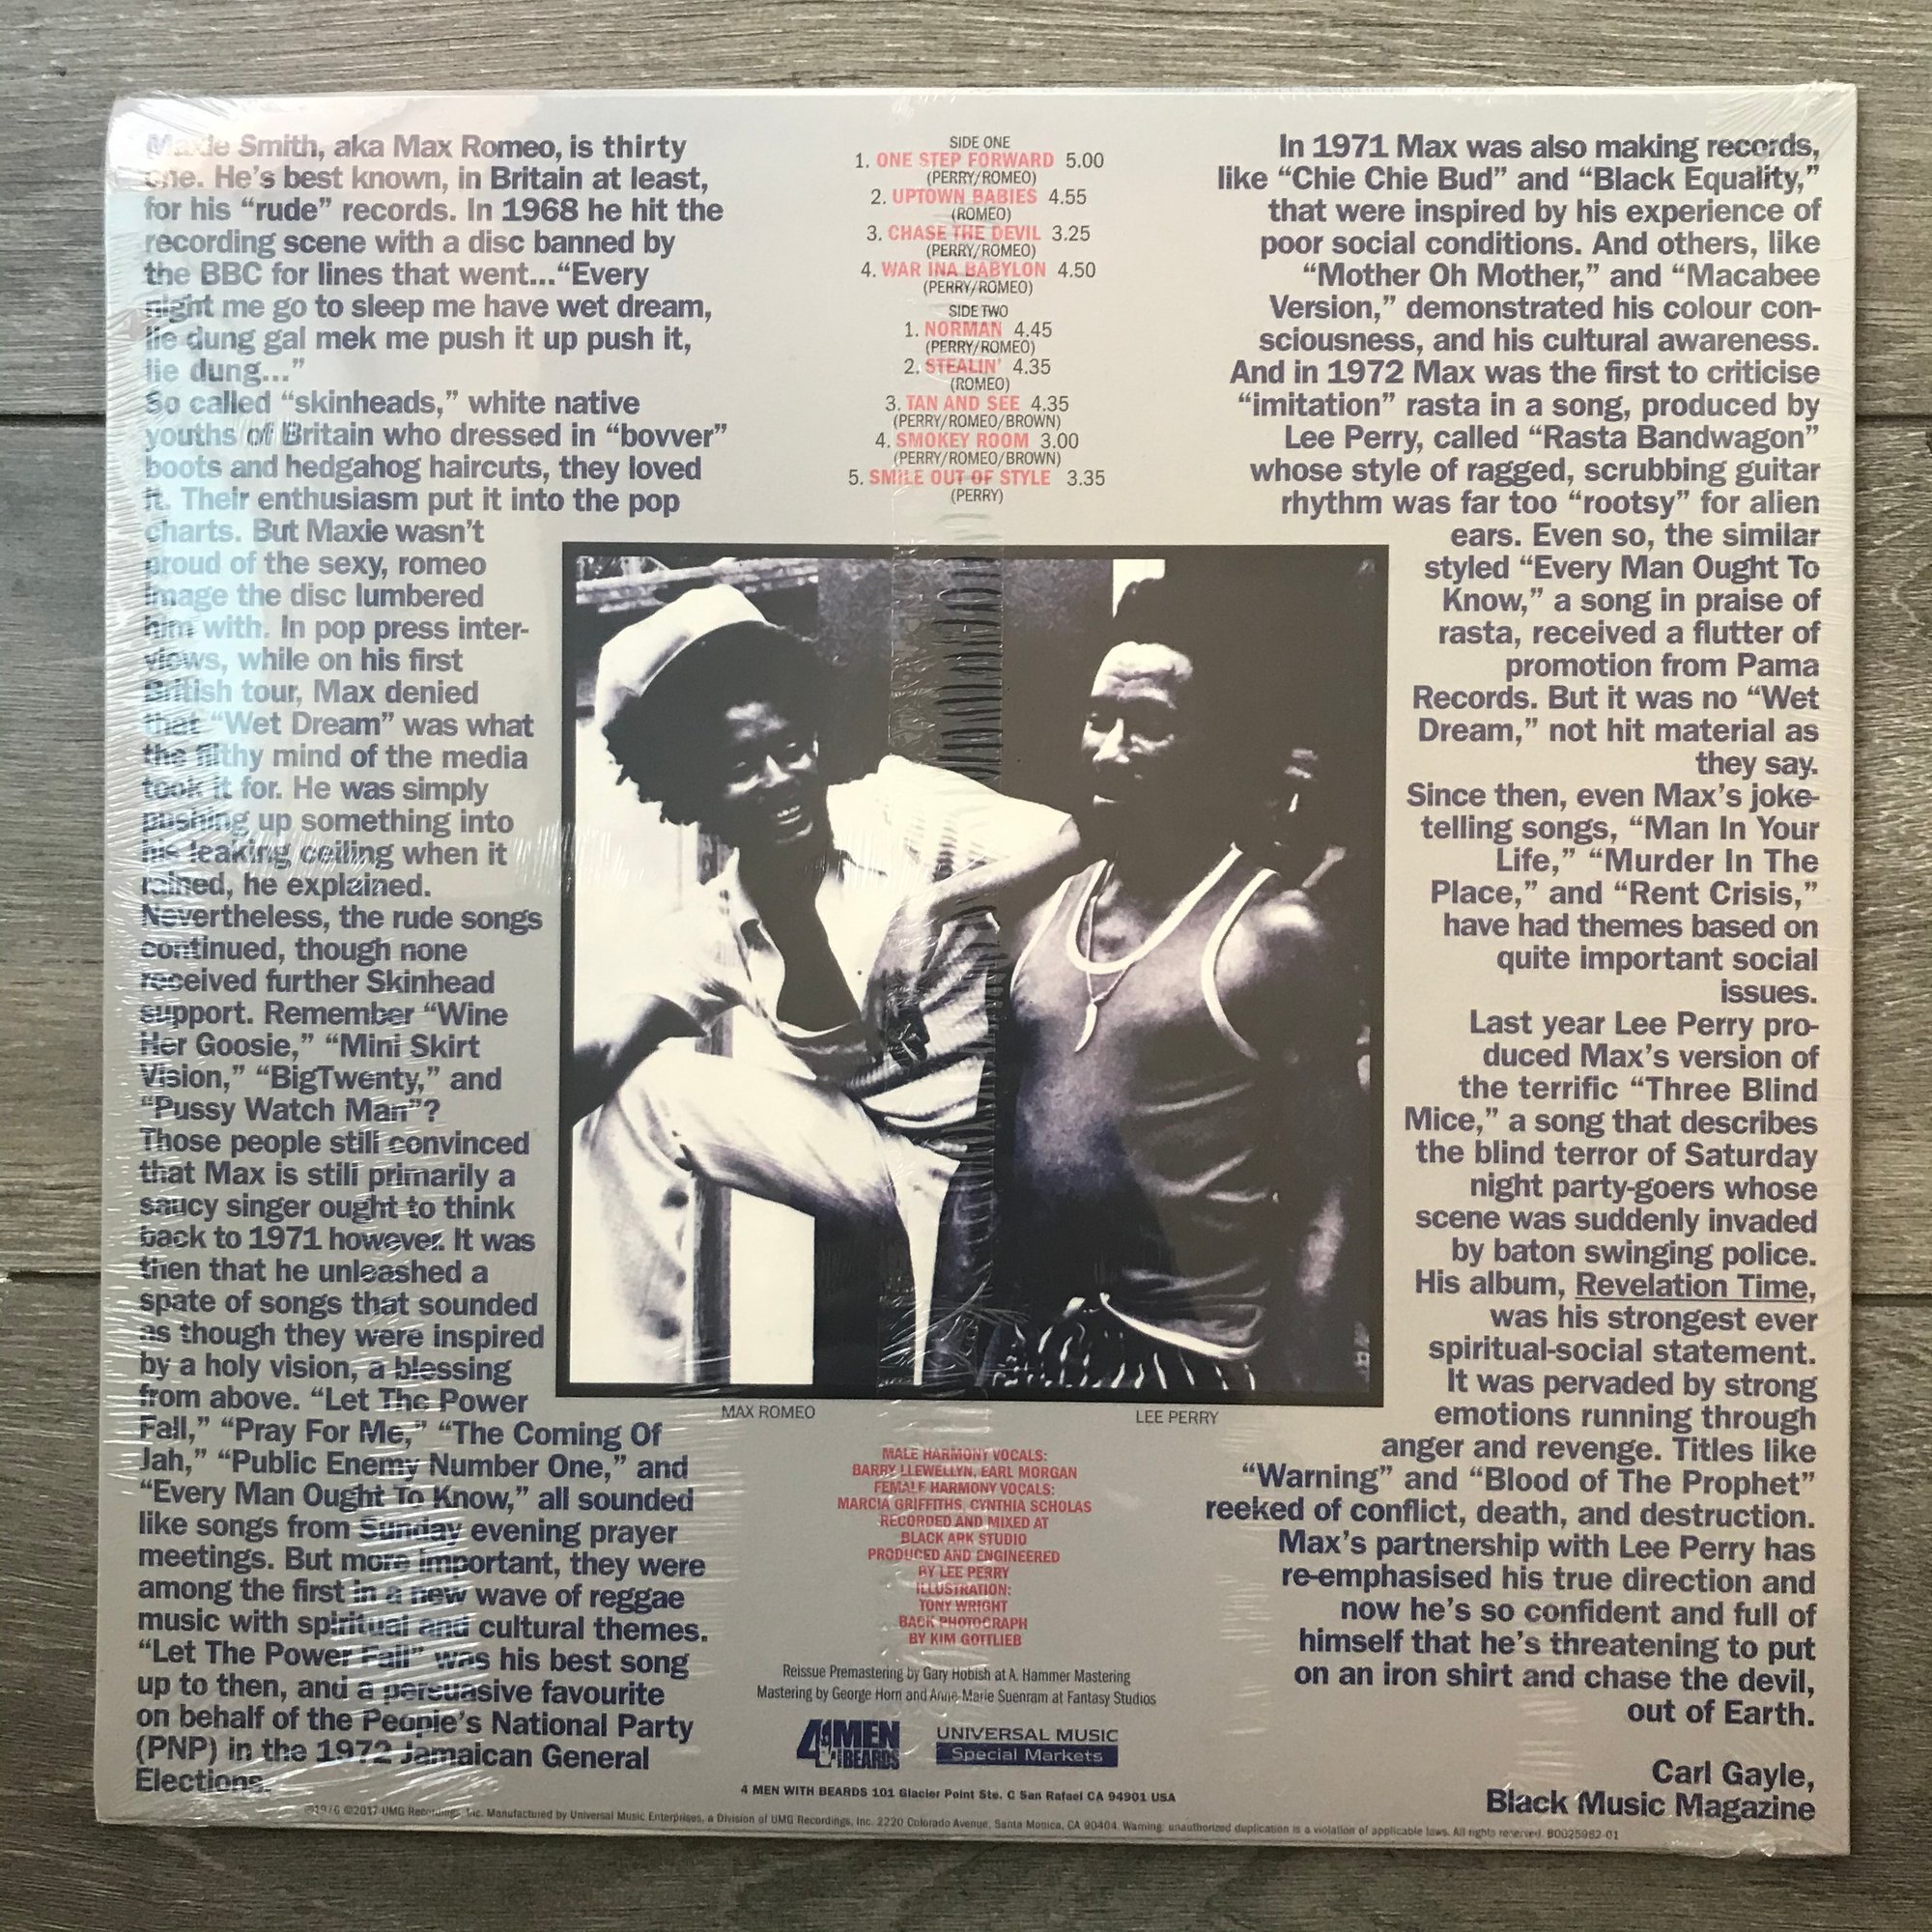 Maxie Smith, aka Max Romeo, is thirty
one. He's best known, in Britain at least,
for his “rude” records. In 1968 he hit the
recording scene with a disc banned by
the BBC for lines that went...“Every
night me go to sleep me have wet dream,
lie dung gal mek me push it up push it,
lie dung...”
So called “skinheads,” white native
youths of Britain who dressed in “bovver”
boots and hedgahog haircuts, they loved
it. Their enthusiasm put it into the pop
charts. But Maxie wasn't
proud of the sexy, romeo
image the disc lumbered
him with. In pop press inter-
views, while on his first
British tour, Max denied
that “Wet Dream” was what
the filthy mind of the media
took it for. He was simply
pushing up something into
his leaking ceiling when it
rained, he explained.
Nevertheless, the rude songs
continued, though none
received further Skinhead
support. Remember “Wine
Her Goosie,” “Mini Skirt
Vision,” “BigTwenty,” and
“Pussy Watch Man”?
Those people still convinced
that Max is still primarily a
saucy singer ought to think
back to 1971 however. It was
then that he unleashed a
spate of songs that sounded
as though they were inspired
by a holy vision, a blessing
from above. “Let The Power
Fall,” “Pray For Me,” “The Coming Of
Jah,” “Public Enemy Number One,” and
“Every Man Ought To Know,” all sounded
like songs from Sunday evening prayer
meetings. But more important, they were
among the first in a new wave of reggae
music with spiritual and cultural themes.
“Let The Power Fall” was his best song
up to then, and a persuasive favourite
on behalf of the People's National Party
(PNP) in the 1972 Jamaican General
Elections.
SIDE ONE
1. ONE STEP FORWARD 5.00
(PERRY/ROMEO)
2. UPTOWN BABIES 4.55
(ROMEO)
3. CHASE THE DEVIL 3.25
(PERRY/ROMEO)
4. WAR INA BABYLON 4.50
(PERRY/ROMEO)
SIDE TWO
1. NORMAN 4.45
(PERRY/ROMEO)
2. STEALIN' 4.35
(ROMEO)
3. TAN AND SEE 4.35
(PERRY/ROMEO/BROWN)
4. SMOKEY ROOM 3.00
(PERRY/ROMEO/BROWN)
5. SMILE OUT OF STYLE 3.35
(PERRY)
MAX ROMEO
LEE PERRY
MALE HARMONY VOCALS:
BARRY LLEWELLYN, EARL MORGAN
FEMALE HARMONY VOCALS:
MARCIA GRIFFITHS, CYNTHIA SCHOLAS
RECORDED AND MIXED AT
BLACK ARK STUDIO
PRODUCED AND ENGINEERED
BY LEE PERRY
ILLUSTRATION:
TONY WRIGHT
BACK PHOTOGRAPH
BY KIM GOTTLIEB
Reissue Premastering by Gary Hobish at A. Hammer Mastering
Mastering by George Horn and Anne-Marie Suenram at Fantasy Studios
4 MEN WITH BEARDS
UNIVERSAL MUSIC
Special Markets
4 MEN WITH BEARDS 101 Glacier Point Ste. C San Rafael CA 94901 USA
℗1976 ©2017 UMG Recordings, Inc. Manufactured by Universal Music Enterprises, a Division of UMG Recordings, Inc. 2220 Colorado Avenue, Santa Monica, CA 90404. Warning: unauthorized duplication is a violation of applicable laws. All rights reserved. B0025962-01
In 1971 Max was also making records,
like “Chie Chie Bud” and “Black Equality,”
that were inspired by his experience of
poor social conditions. And others, like
“Mother Oh Mother,” and “Macabee
Version,” demonstrated his colour con-
sciousness, and his cultural awareness.
And in 1972 Max was the first to criticise
“imitation” rasta in a song, produced by
Lee Perry, called “Rasta Bandwagon”
whose style of ragged, scrubbing guitar
rhythm was far too “rootsy” for alien
ears. Even so, the similar
styled “Every Man Ought To
Know,” a song in praise of
rasta, received a flutter of
promotion from Pama
Records. But it was no “Wet
Dream,” not hit material as
they say.
Since then, even Max's joke-
telling songs, “Man In Your
Life,” “Murder In The
Place,” and “Rent Crisis,”
have had themes based on
quite important social
issues.
Last year Lee Perry pro-
duced Max's version of
the terrific “Three Blind
Mice,” a song that describes
the blind terror of Saturday
night party-goers whose
scene was suddenly invaded
by baton swinging police.
His album, Revelation Time,
was his strongest ever
spiritual-social statement.
It was pervaded by strong
emotions running through
anger and revenge. Titles like
“Warning” and “Blood of The Prophet”
reeked of conflict, death, and destruction.
Max's partnership with Lee Perry has
re-emphasised his true direction and
now he's so confident and full of
himself that he's threatening to put
on an iron shirt and chase the devil,
out of Earth.
Carl Gayle,
Black Music Magazine